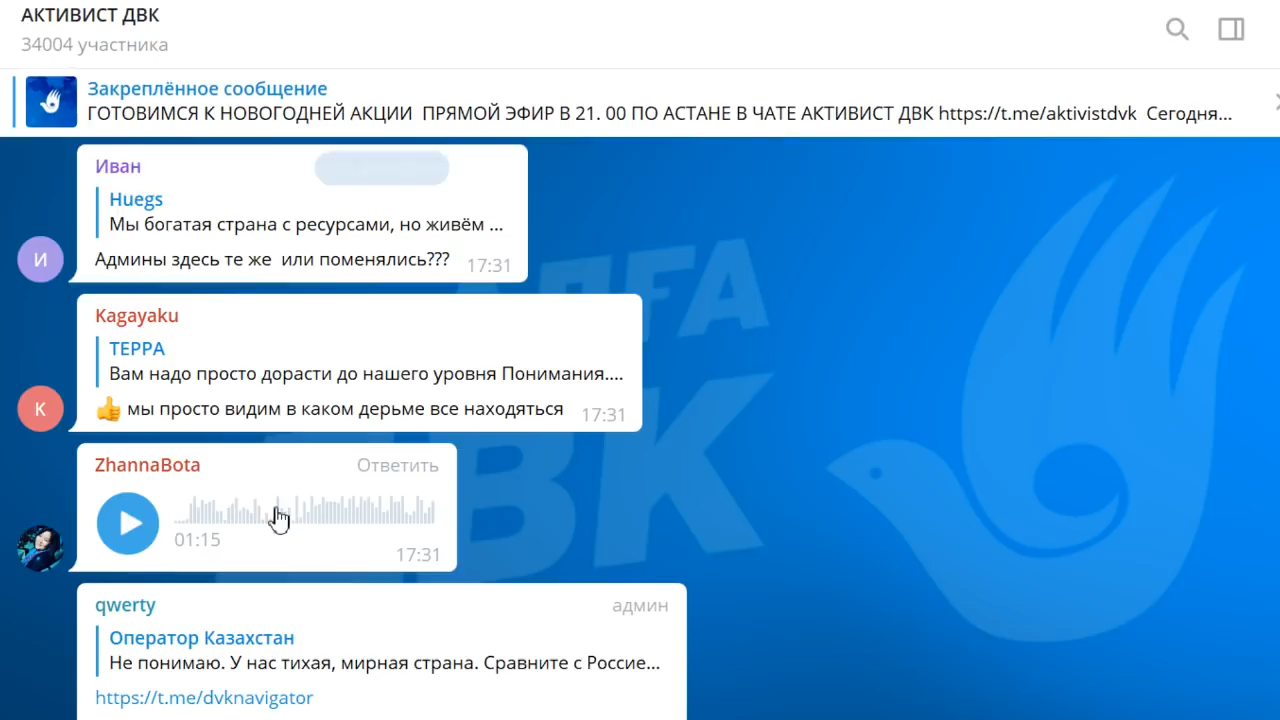 АКТИВИСТ ДВК
34004 участника
Закреплённое сообщение
ГОТОВИМСЯ К НОВОГОДНЕЙ АКЦИИ ПРЯМОЙ ЭФИР В 21. 00 ПО АСТАНЕ В ЧАТЕ АКТИВИСТ ДВК https://t.me/aktivistdvk Сегодня...
Иван
Huegs
Мы богатая страна с ресурсами, но живём ...
Админы здесь те же или поменялись???
17:31
И
Kagayaku
ТЕРРА
Вам надо просто дорасти до нашего уровня Понимания....
👍 мы просто видим в каком дерьме все находяться
17:31
K
ZhannaBota
Ответить
01:15
17:31
qwerty
админ
Оператор Казахстан
Не понимаю. У нас тихая, мирная страна. Сравните с Россие...
https://t.me/dvknavigator
ДВК